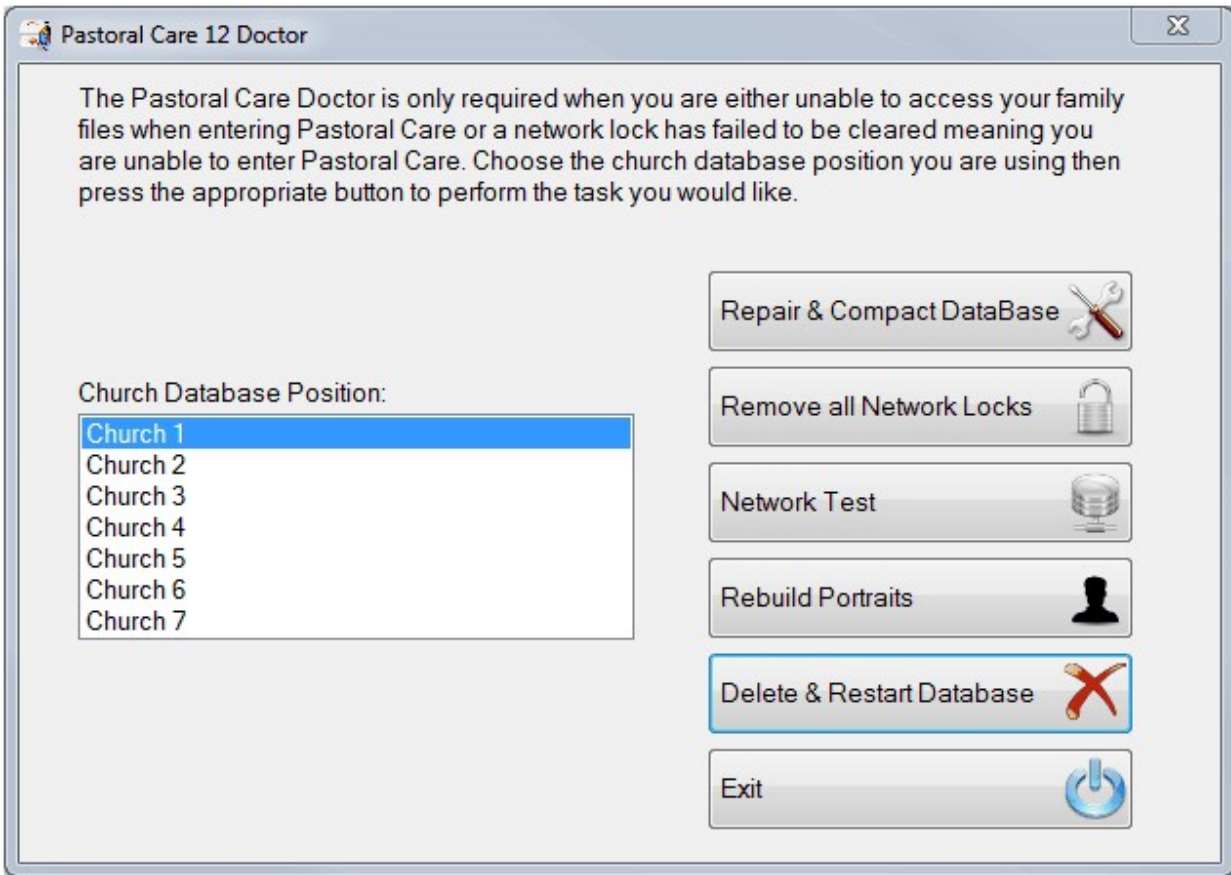 Pastoral Care 12 Doctor
The Pastoral Care Doctor is only required when you are either unable to access your family
files when entering Pastoral Care or a network lock has failed to be cleared meaning you
are unable to enter Pastoral Care. Choose the church database position you are using then
press the appropriate button to perform the task you would like.
Church Database Position:
Church 1
Church 2
Church 3
Church 4
Church 5
Church 6
Church 7
Repair & Compact DataBase
Remove all Network Locks
Network Test
Rebuild Portraits
Delete & Restart Database
Exit